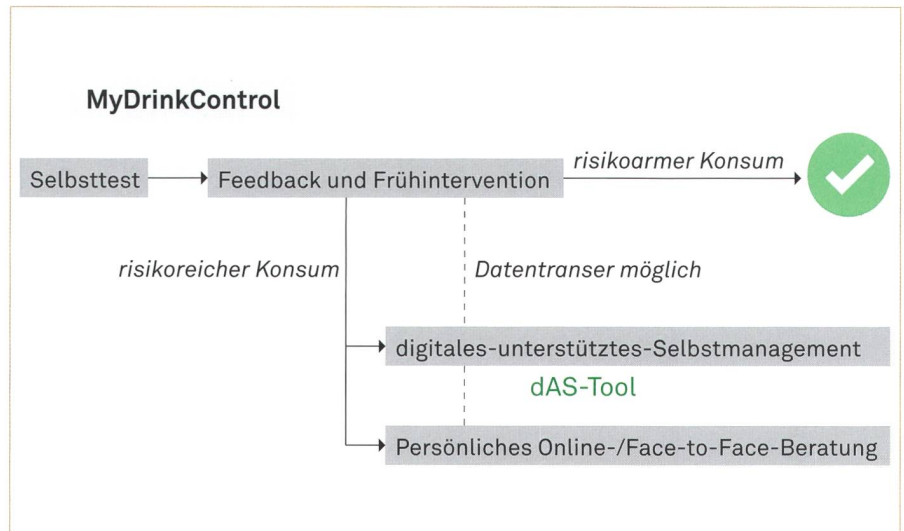 MyDrinkControl
Selbsttest
Feedback und Frühintervention
risikoarmer Konsum
risikoreicher Konsum
Datentranser möglich
digitales-unterstütztes-Selbstmanagement
dAS-Tool
Persönliches Online-/Face-to-Face-Beratung